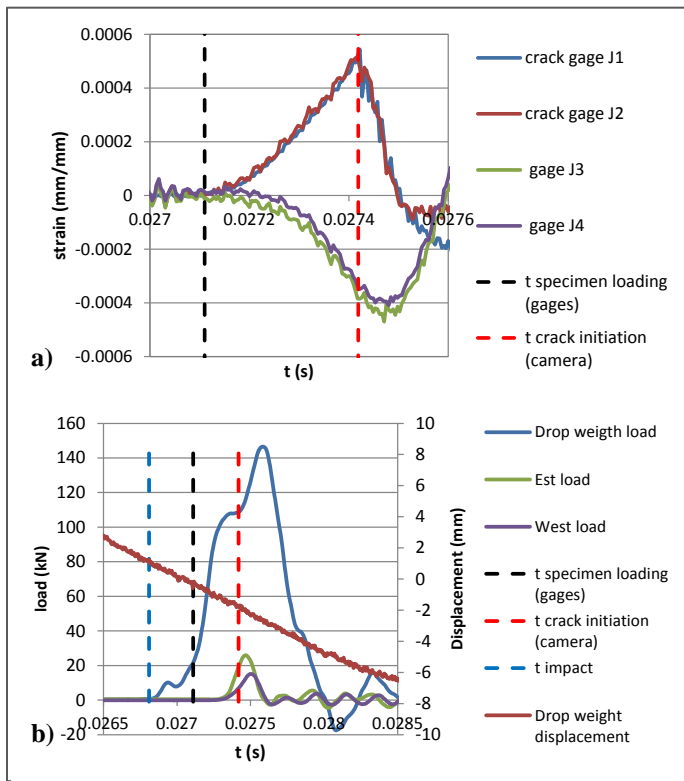 0.0006
0.0004
0.0002
0
-0.0002
-0.0004
-0.0006
0.027
0.0272
0.0274
0.0276
strain (mm/mm)
t (s)
a)
crack gage J1
crack gage J2
gage J3
gage J4
t specimen loading
(gages)
t crack initiation
(camera)
160
140
120
100
80
60
40
20
0
-20
load (kN)
10
8
6
4
2
0
-2
-4
-6
-8
-10
Displacement (mm)
0.0265
0.027
0.0275
0.028
0.0285
t (s)
b)
Drop weigth load
Est load
West load
t specimen loading
(gages)
t crack initiation
(camera)
t impact
Drop weight
displacement